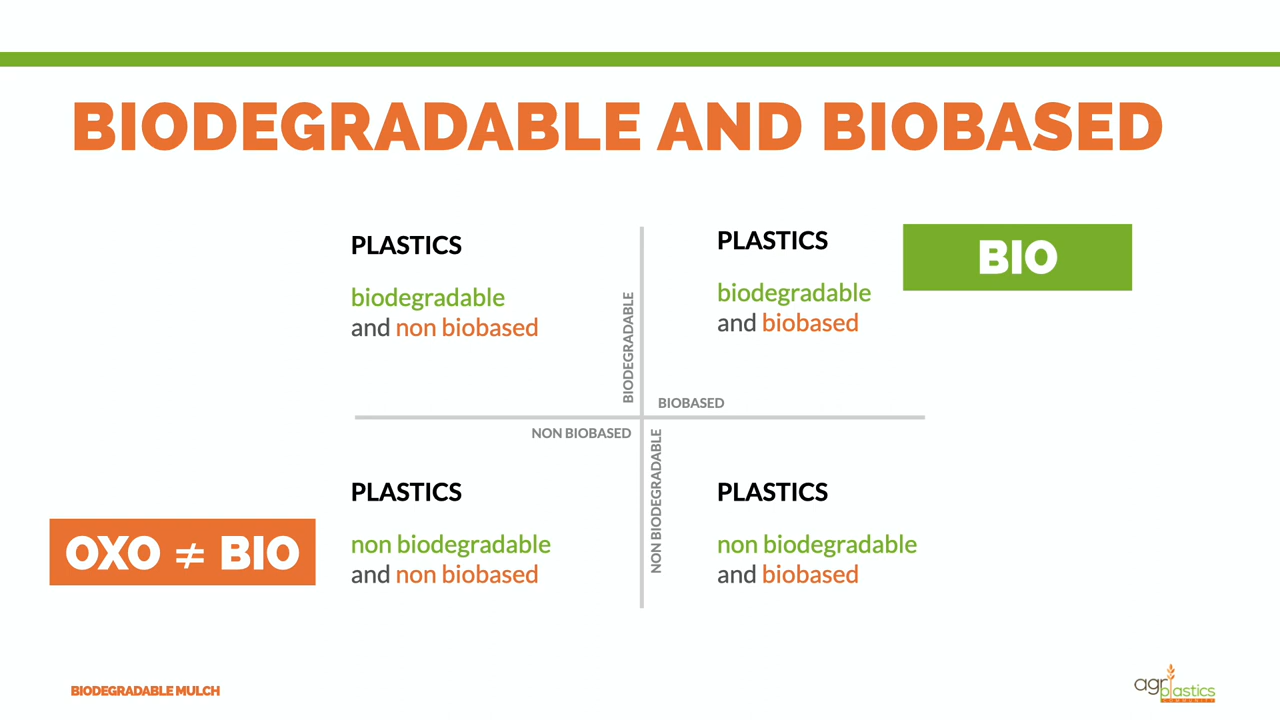 BIODEGRADABLE AND BIOBASED
PLASTICS
biodegradable
and non biobased
PLASTICS
biodegradable
and biobased
BIO
BIODEGRADABLE
BIOBASED
NON BIOBASED
NON BIODEGRADABLE
OXO ≠ BIO
PLASTICS
non biodegradable
and non biobased
PLASTICS
non biodegradable
and biobased
BIODEGRADABLE MULCH
agriplastics
COMMUNITY